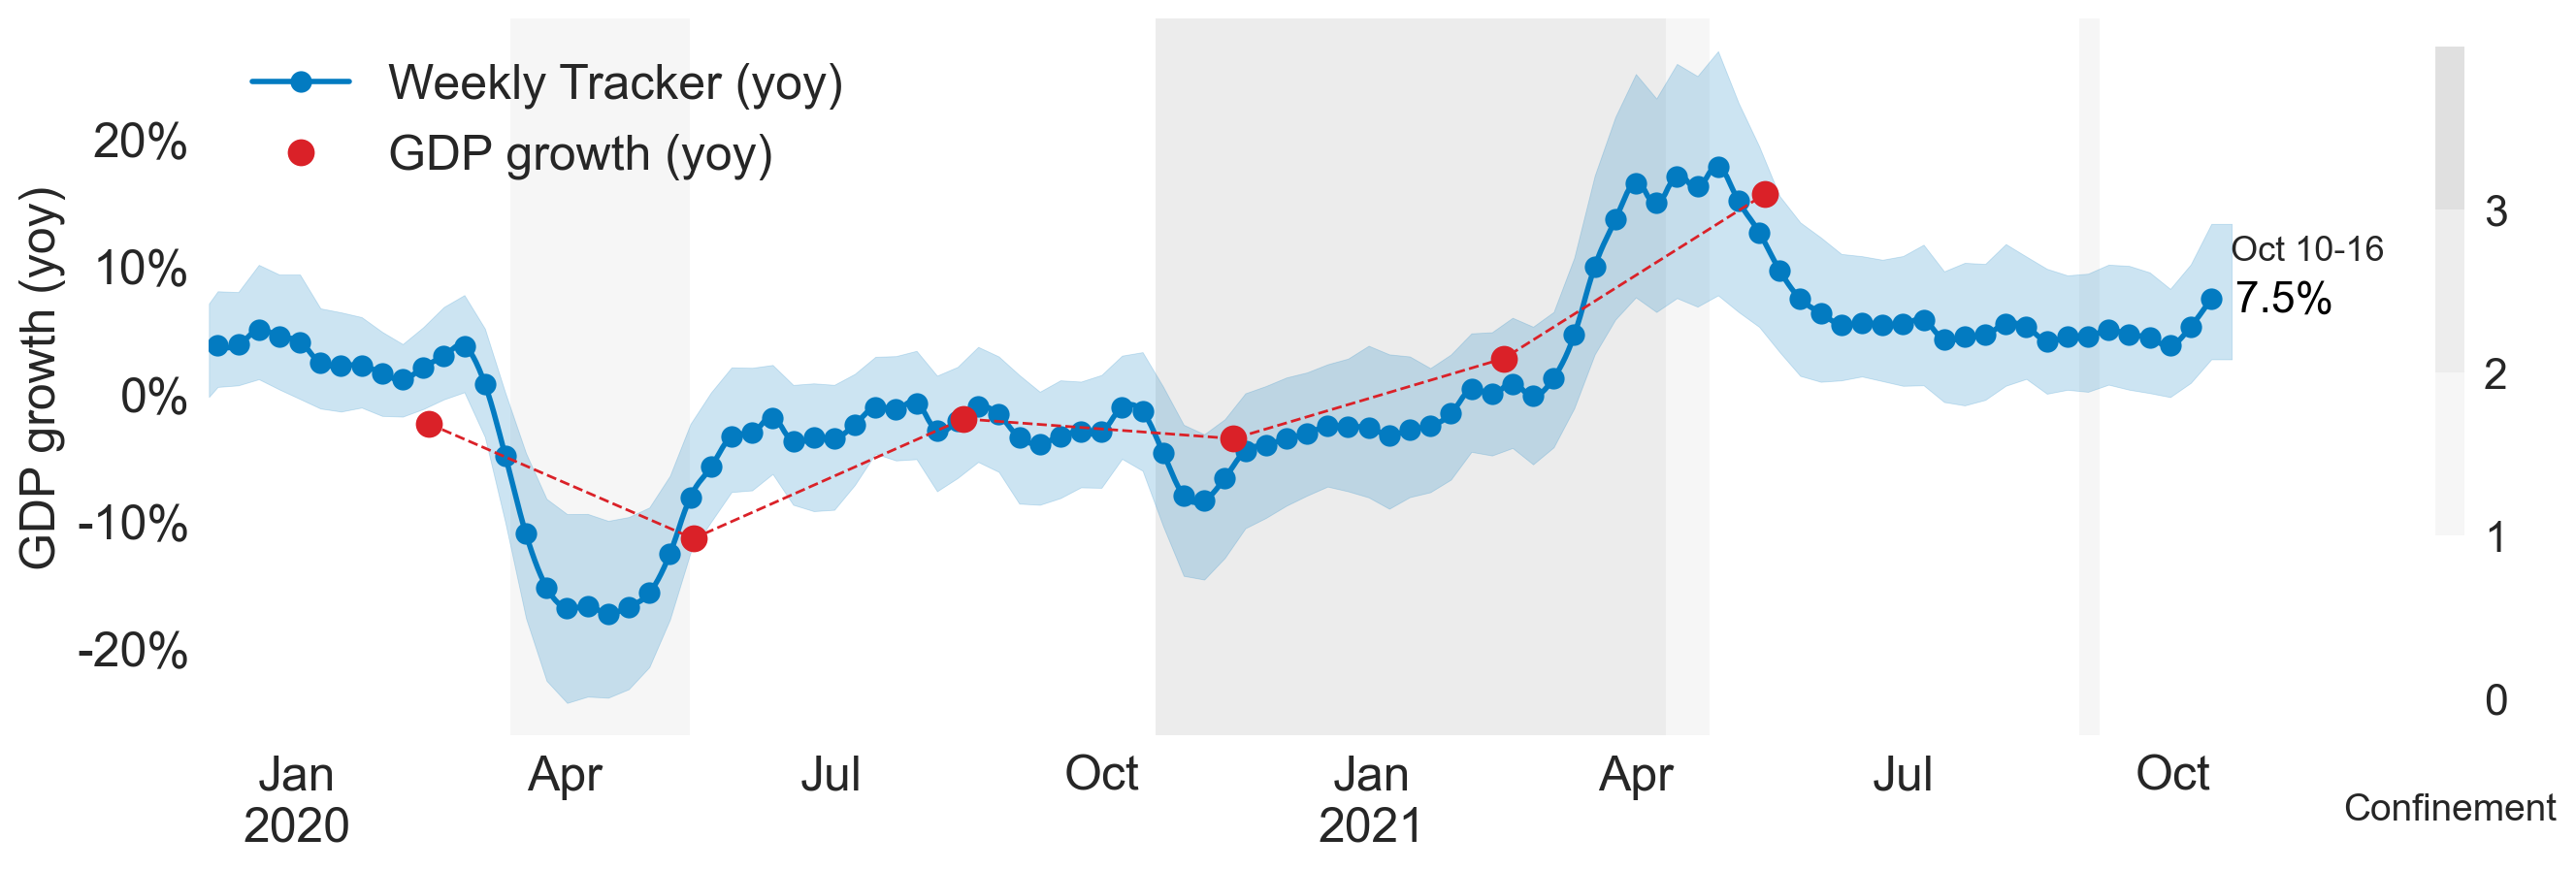 Weekly Tracker (yoy)
GDP growth (yoy)
GDP growth (yoy)
20%
10%
0%
-10%
-20%
Oct 10-16
7.5%
3
2
1
0
Jan Apr Jul Oct Jan Apr Jul Oct
2020 2021
Confinement